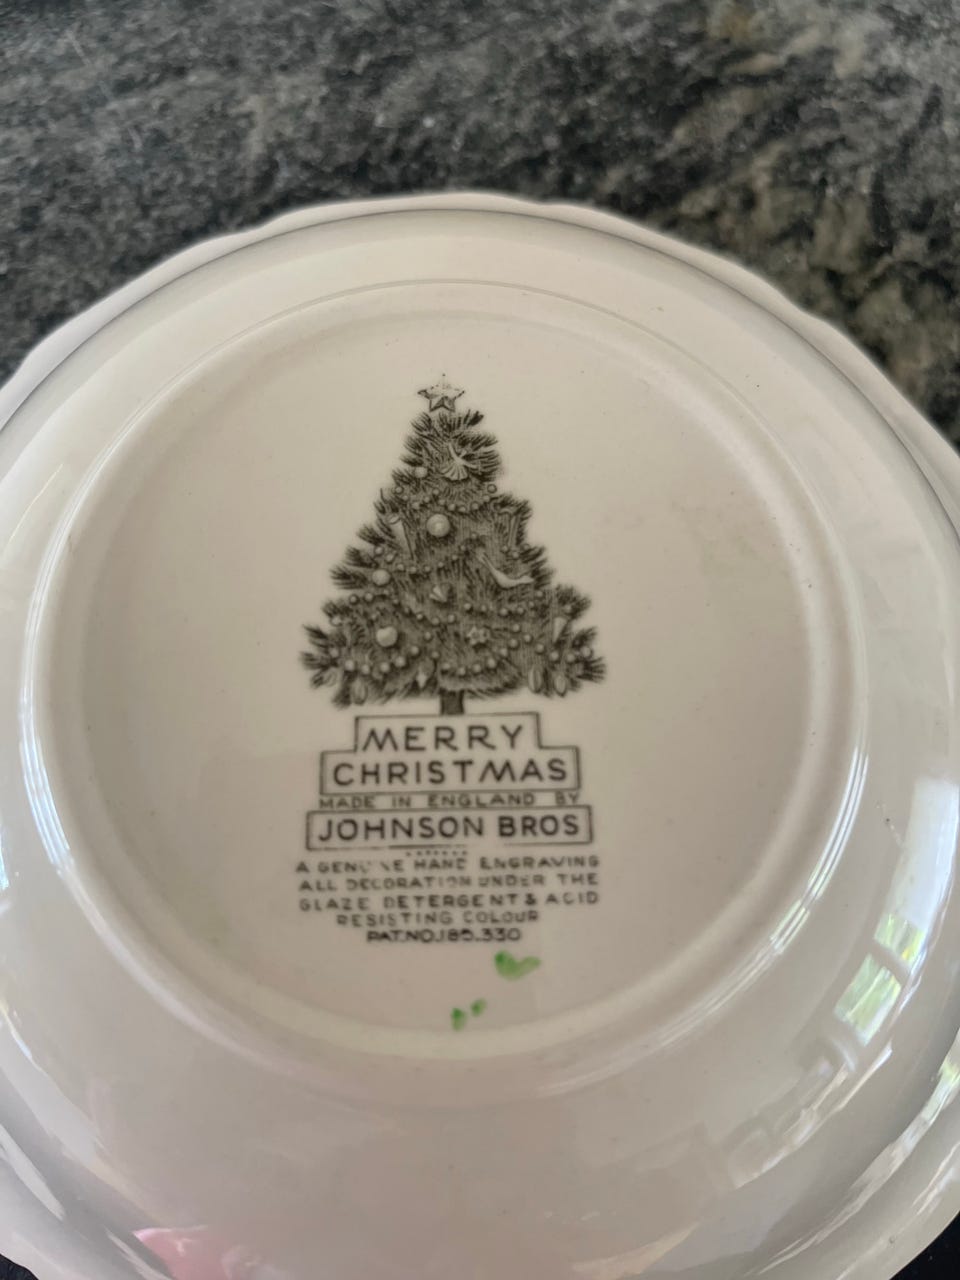 MERRY
CHRISTMAS
MADE IN ENGLAND BY
JOHNSON BROS
A GENUINE HAND ENGRAVING
ALL DECORATION UNDER THE
GLAZE DETERGENT & ACID
RESISTING COLOUR
PAT.NO.185.330